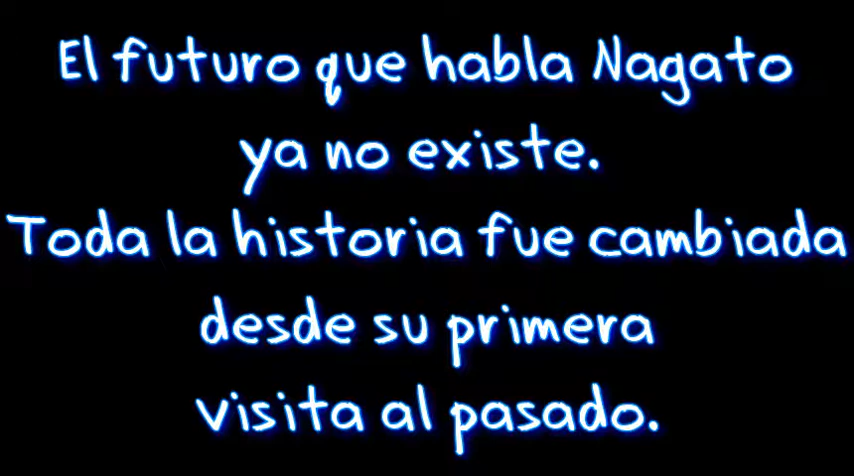 El futuro que habla Nagato
ya no existe.
Toda la historia fue cambiada
desde su primera
visita al pasado.